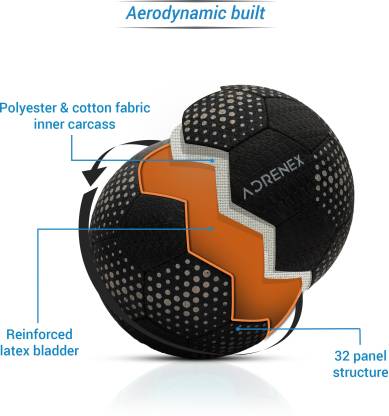 Aerodynamic built
Polyester & cotton fabric
inner carcass
ADRENEX
Reinforced
latex bladder
32 panel
structure